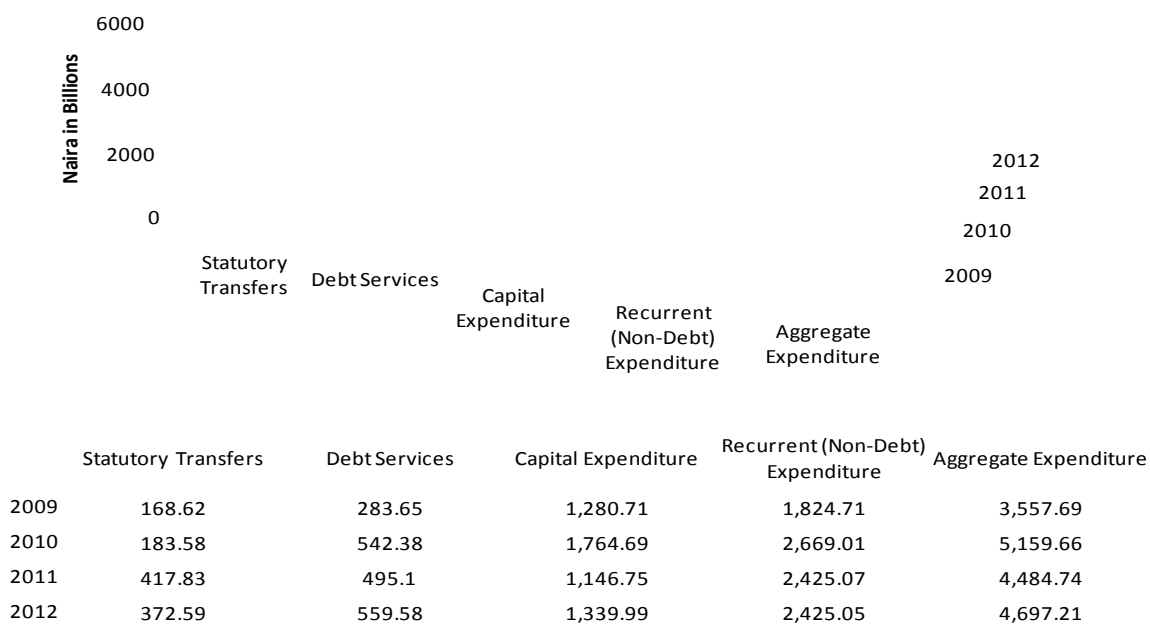 6000
4000
2000
0
Naira in Billions
2012
2011
2010
2009
Statutory
Transfers
Debt Services
Capital
Expenditure
Recurrent
(Non-Debt)
Expenditure
Aggregate
Expenditure
Statutory Transfers Debt Services Capital Expenditure Recurrent (Non-Debt) Expenditure Aggregate Expenditure
2009 168.62 283.65 1,280.71 1,824.71 3,557.69
2010 183.58 542.38 1,764.69 2,669.01 5,159.66
2011 417.83 495.1 1,146.75 2,425.07 4,484.74
2012 372.59 559.58 1,339.99 2,425.05 4,697.21